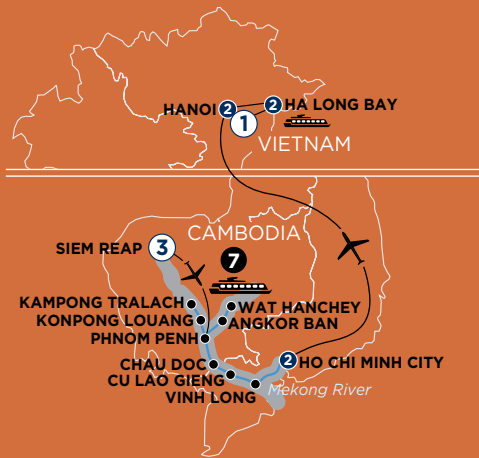 HANOI 2
2 HA LONG BAY
1
VIETNAM
SIEM REAP 3
CAMBODIA
7
KAMPONG TRALACH
WAT HANCHEY
KONPONG LOUANG
ANGKOR BAN
PHNOM PENH
CHAU DOC
2 HO CHI MINH CITY
CU LAO GIENG
Mekong River
VINH LONG